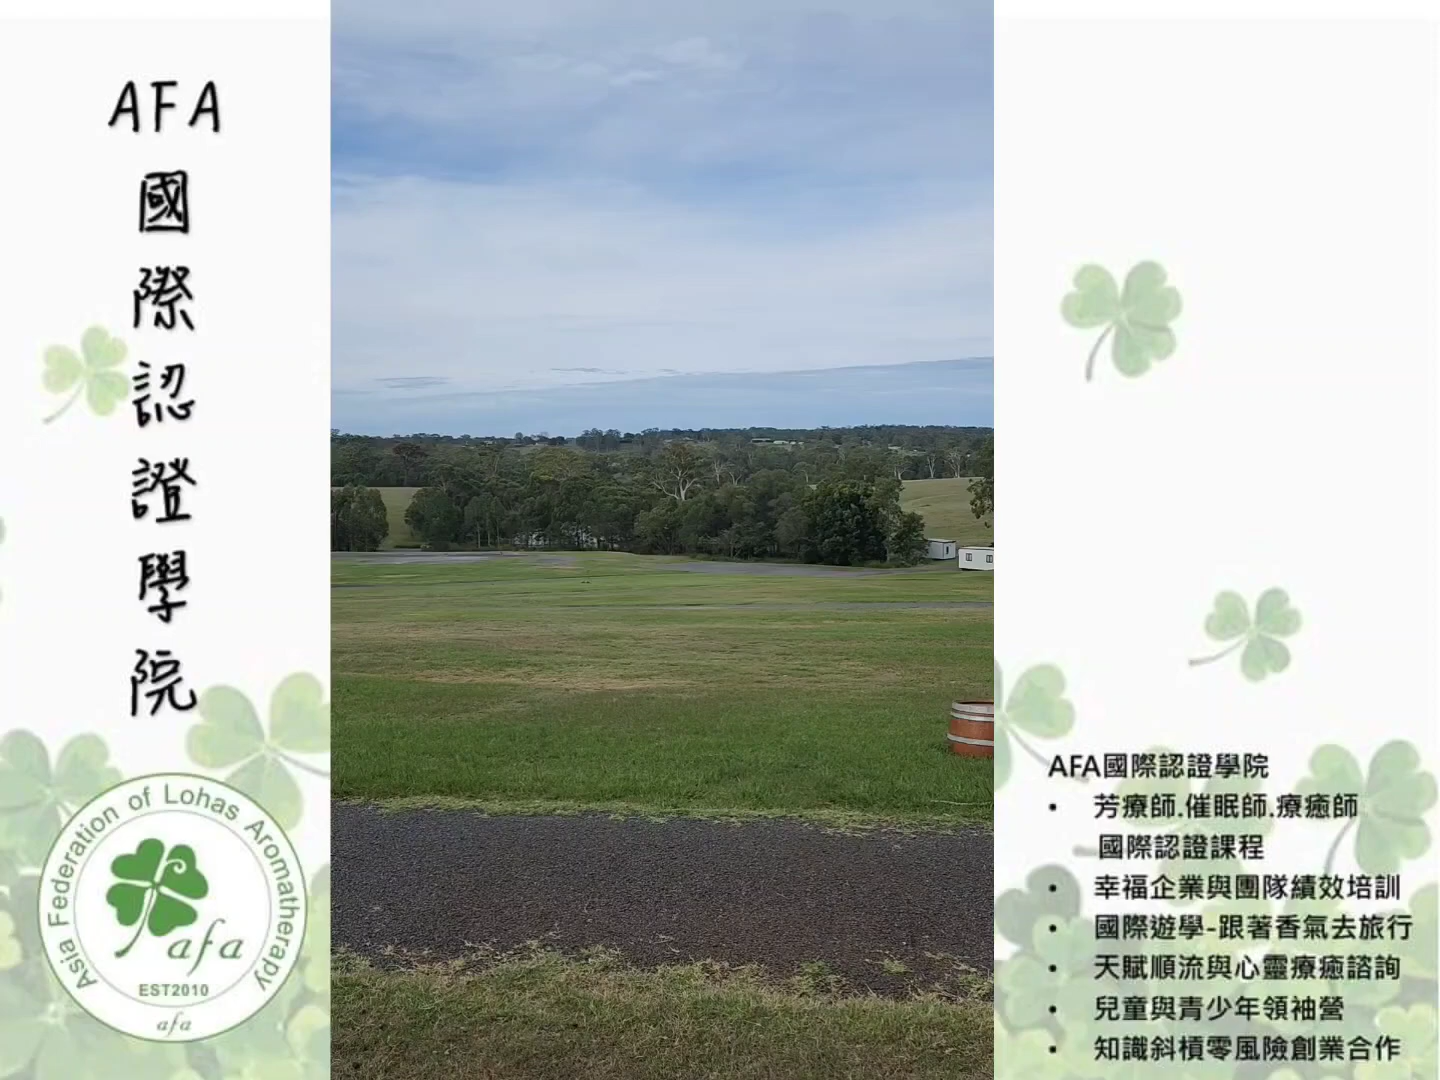 AFA
國際認證學院
Asia Federation of Lohas Aromatherapy
afa
EST2010
afa
AFA國際認證學院
• 芳療師.催眠師.療癒師
國際認證課程
• 幸福企業與團隊績效培訓
• 國際遊學-跟著香氣去旅行
• 天賦順流與心靈療癒諮詢
• 兒童與青少年領袖營
• 知識斜槓零風險創業合作